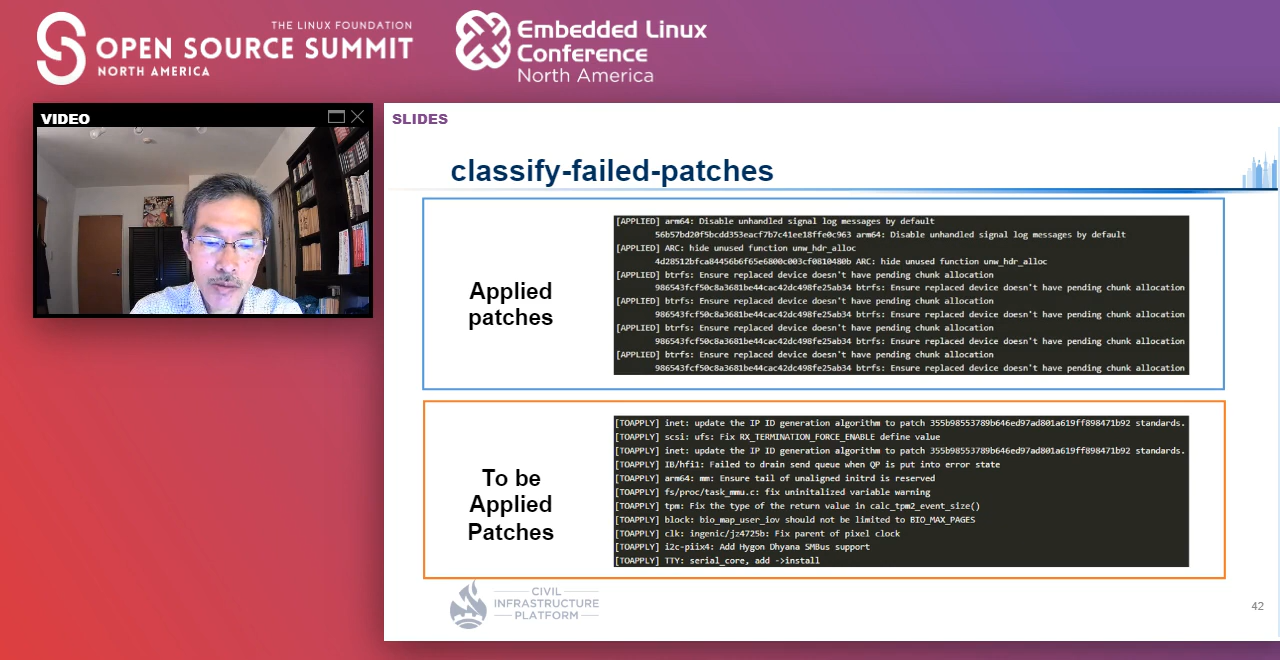 THE LINUX FOUNDATION
OPEN SOURCE SUMMIT
NORTH AMERICA
Embedded Linux
Conference
North America
VIDEO
SLIDES
classify-failed-patches
Applied
patches
[APPLIED] arm64: Disable unhandled signal log messages by default
56b57bd20f5bcdd353eacf7b7c41ee18ffe0c963 arm64: Disable unhandled signal log messages by default
[APPLIED] ARC: hide unused function unw_hdr_alloc
4d28512bfca84456b6f65e6800c003cf0810480b ARC: hide unused function unw_hdr_alloc
[APPLIED] btrfs: Ensure replaced device doesn't have pending chunk allocation
986543fcf50c8a3681be44cac42dc498fe25ab34 btrfs: Ensure replaced device doesn't have pending chunk allocation
[APPLIED] btrfs: Ensure replaced device doesn't have pending chunk allocation
986543fcf50c8a3681be44cac42dc498fe25ab34 btrfs: Ensure replaced device doesn't have pending chunk allocation
[APPLIED] btrfs: Ensure replaced device doesn't have pending chunk allocation
986543fcf50c8a3681be44cac42dc498fe25ab34 btrfs: Ensure replaced device doesn't have pending chunk allocation
[APPLIED] btrfs: Ensure replaced device doesn't have pending chunk allocation
986543fcf50c8a3681be44cac42dc498fe25ab34 btrfs: Ensure replaced device doesn't have pending chunk allocation
To be
Applied
Patches
[TOAPPLY] inet: update the IP ID generation algorithm to patch 355b98553789b646ed97ad801a619ff898471b92 standards.
[TOAPPLY] scsi: ufs: Fix RX_TERMINATION_FORCE_ENABLE define value
[TOAPPLY] inet: update the IP ID generation algorithm to patch 355b98553789b646ed97ad801a619ff898471b92 standards.
[TOAPPLY] IB/hfi1: Failed to drain send queue when QP is put into error state
[TOAPPLY] arm64: mm: Ensure tail of unaligned initrd is reserved
[TOAPPLY] fs/proc/task_mmu.c: fix uninitalized variable warning
[TOAPPLY] tpm: Fix the type of the return value in calc_tpm2_event_size()
[TOAPPLY] block: bio_map_user_iov should not be limited to BIO_MAX_PAGES
[TOAPPLY] clk: ingenic/jz4725b: Fix parent of pixel clock
[TOAPPLY] i2c-piix4: Add Hygon Dhyana SMBus support
[TOAPPLY] TTY: serial_core, add ->install
CIVIL
INFRASTRUCTURE
PLATFORM
42